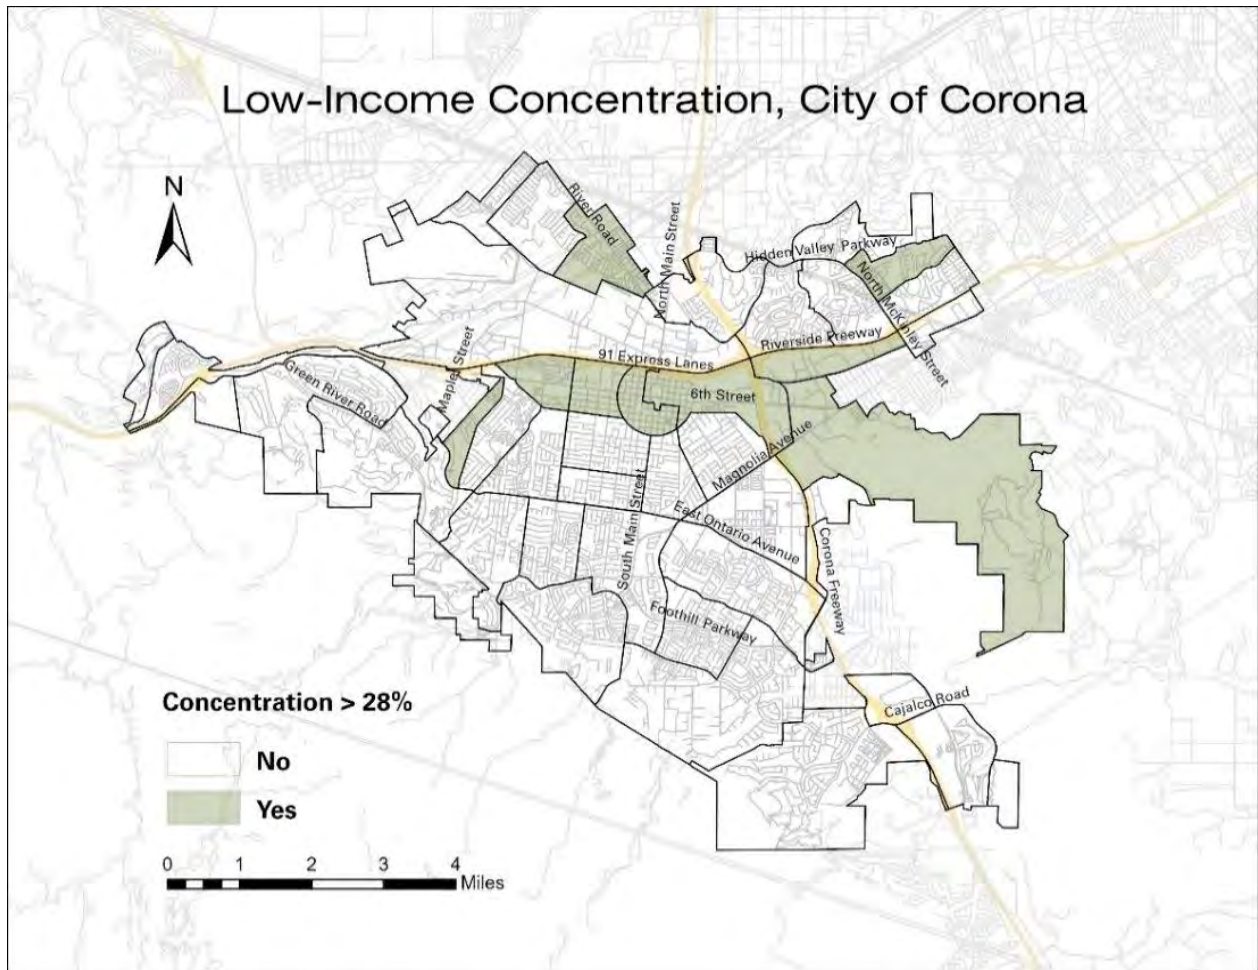 Low-Income Concentration, City of Corona
N
River Road
North Main Street
Hidden Valley Parkway
North McKinley Street
Riverside Freeway
91 Express Lanes
Maple Street
Green River Road
6th Street
Magnolia Avenue
South Main Street
East Ontario Avenue
Corona Freeway
Foothill Parkway
Cajalco Road
Concentration > 28%
No
Yes
0 1 2 3 4
Miles